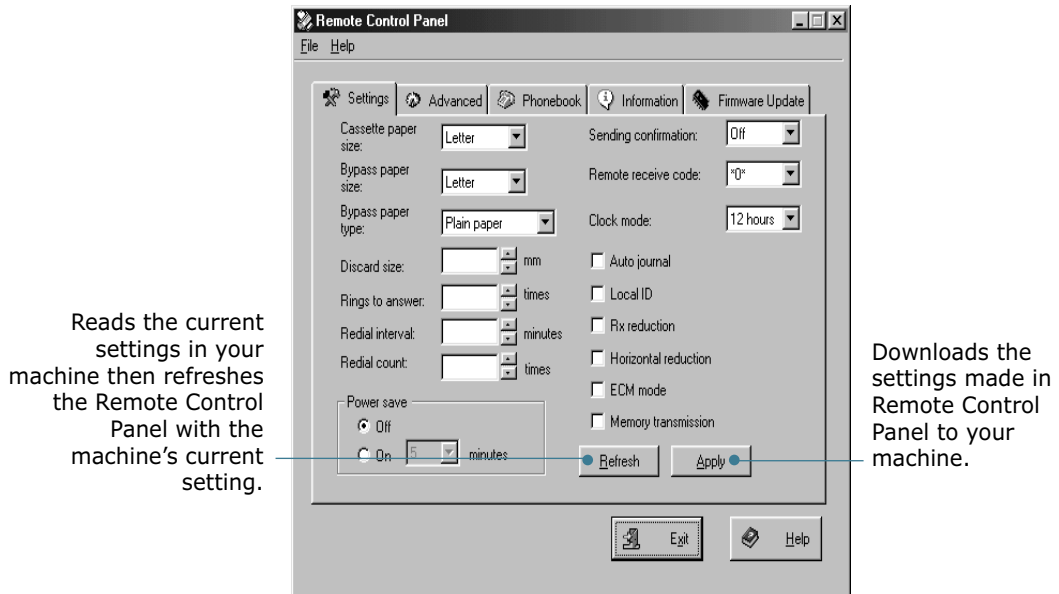 Remote Control Panel
File Help
Settings Advanced Phonebook Information Firmware Update
Cassette paper
size:
Letter
Bypass paper
size:
Letter
Bypass paper
type:
Plain paper
Discard size:
mm
Rings to answer:
times
Redial interval:
minutes
Redial count:
times
Power save
Off
On 5 minutes
Sending confirmation: Off
Remote receive code: *0*
Clock mode: 12 hours
Auto journal
Local ID
Rx reduction
Horizontal reduction
ECM mode
Memory transmission
Refresh Apply
Exit Help
Reads the current
settings in your
machine then refreshes
the Remote Control
Panel with the
machine’s current
setting.
Downloads the
settings made in
Remote Control
Panel to your
machine.